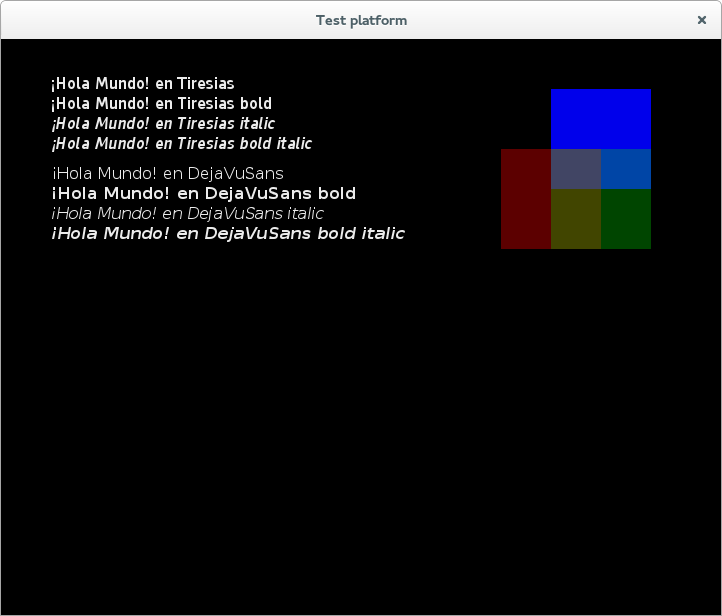 Test platform
¡Hola Mundo! en Tiresias
¡Hola Mundo! en Tiresias bold
¡Hola Mundo! en Tiresias italic
¡Hola Mundo! en Tiresias bold italic
¡Hola Mundo! en DejaVuSans
¡Hola Mundo! en DejaVuSans bold
¡Hola Mundo! en DejaVuSans italic
¡Hola Mundo! en DejaVuSans bold italic